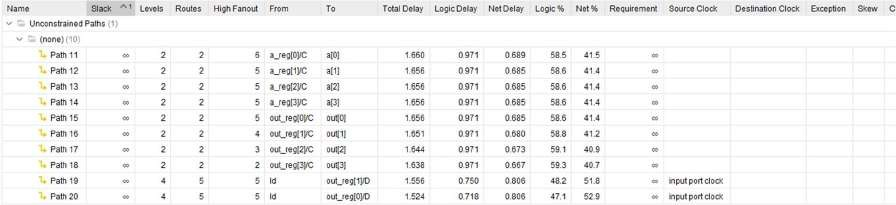 Name Slack ^1 Levels Routes High Fanout From To Total Delay Logic Delay Net Delay Logic % Net % Requirement Source Clock Destination Clock Exception Skew C
Unconstrained Paths (1)
(none) (10)
Path 11 ∞ 2 2 6 a_reg[0]/C a[0] 1.660 0.971 0.689 58.5 41.5 ∞
Path 12 ∞ 2 2 5 a_reg[1]/C a[1] 1.656 0.971 0.685 58.6 41.4 ∞
Path 13 ∞ 2 2 5 a_reg[2]/C a[2] 1.656 0.971 0.685 58.6 41.4 ∞
Path 14 ∞ 2 2 5 a_reg[3]/C a[3] 1.656 0.971 0.685 58.6 41.4 ∞
Path 15 ∞ 2 2 5 out_reg[0]/C out[0] 1.656 0.971 0.685 58.6 41.4 ∞
Path 16 ∞ 2 2 4 out_reg[1]/C out[1] 1.651 0.971 0.680 58.8 41.2 ∞
Path 17 ∞ 2 2 3 out_reg[2]/C out[2] 1.644 0.971 0.673 59.1 40.9 ∞
Path 18 ∞ 2 2 2 out_reg[3]/C out[3] 1.638 0.971 0.667 59.3 40.7 ∞
Path 19 ∞ 4 5 5 ld out_reg[1]/D 1.556 0.750 0.806 48.2 51.8 ∞ input port clock
Path 20 ∞ 4 5 5 ld out_reg[0]/D 1.524 0.718 0.806 47.1 52.9 ∞ input port clock